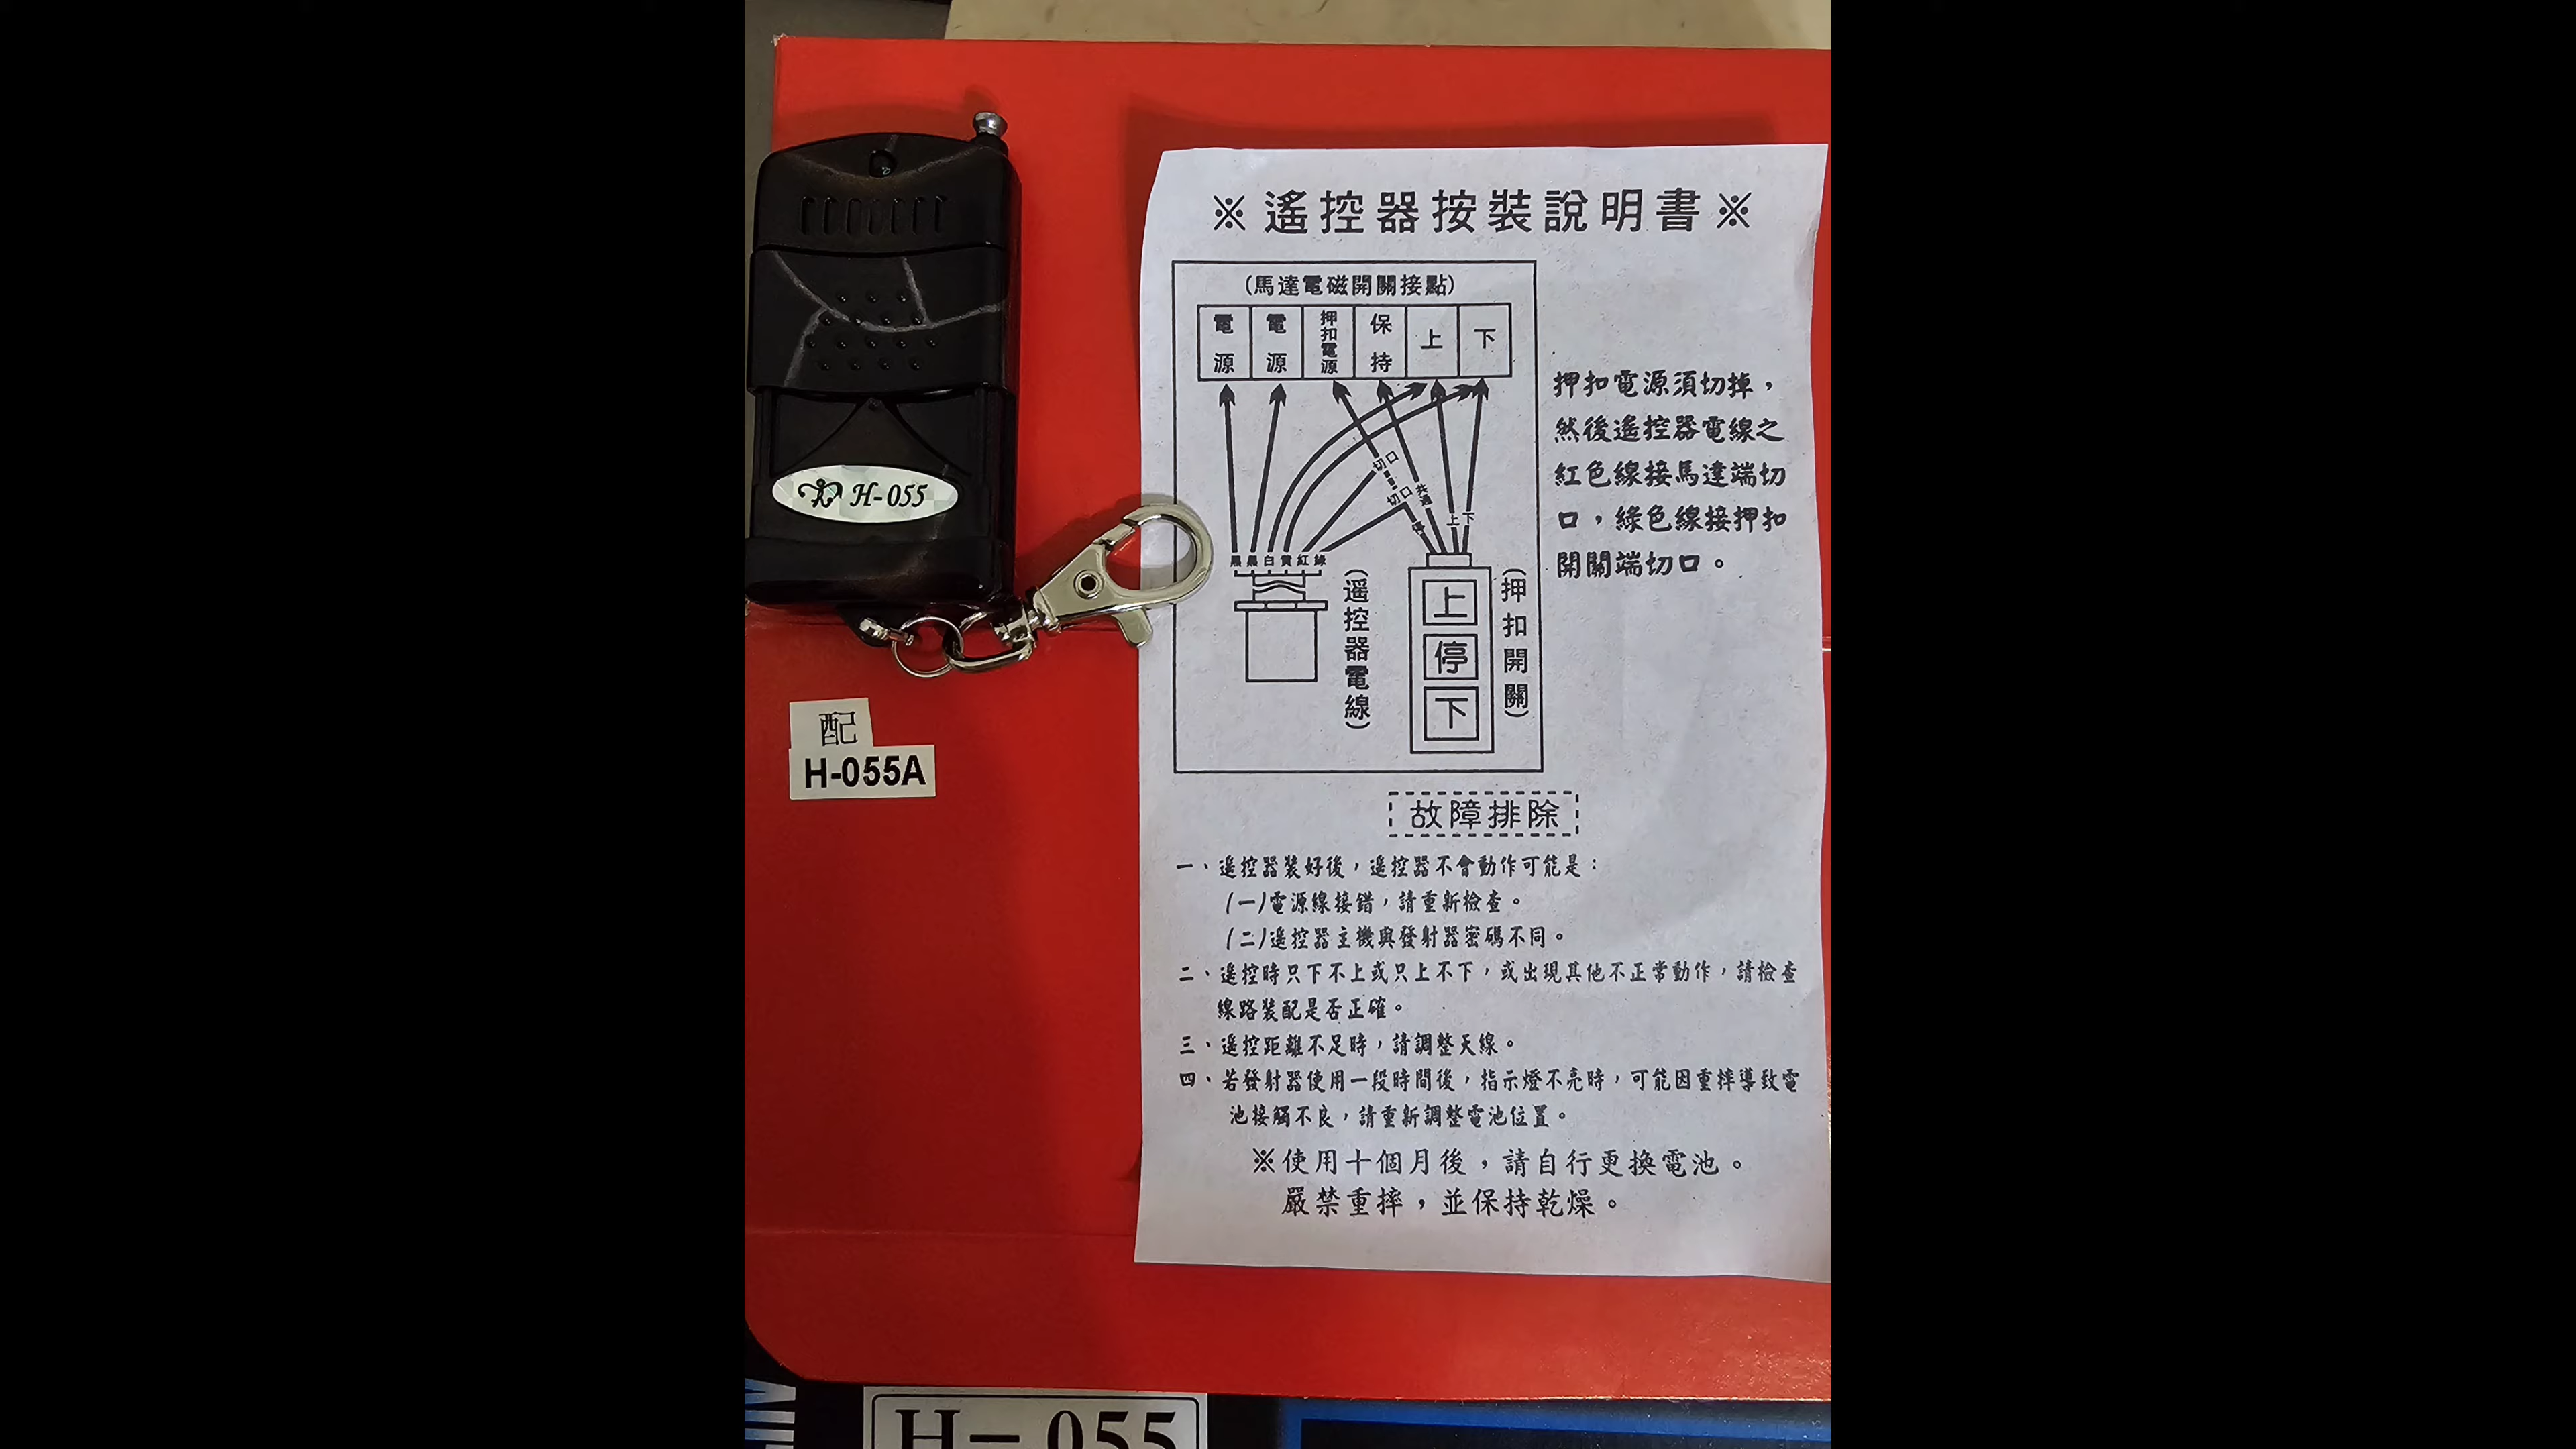 H-055
配
H-055A
※遙控器按裝說明書※
(馬達電磁開關接點)
電源 電源 押扣電源 保持 上 下
切口
切口 共通
停 上 下
黑 黑 白 黃 紅 綠
(遥控器電線)
上
停
下
(押扣開關)
押扣電源須切掉，
然後遙控器電線之
紅色線接馬達端切
口，綠色線接押扣
開關端切口。
故障排除
一、遙控器裝好後，遙控器不會動作可能是：
(一)電源線接錯，請重新檢查。
(二)遙控器主機與發射器密碼不同。
二、遙控時只下不上或只上不下，或出現其他不正常動作，請檢查
線路裝配是否正確。
三、遙控距離不足時，請調整天線。
四、若發射器使用一段時間後，指示燈不亮時，可能因重摔導致電
池接觸不良，請重新調整電池位置。
※使用十個月後，請自行更換電池。
嚴禁重摔，並保持乾燥。
H-055